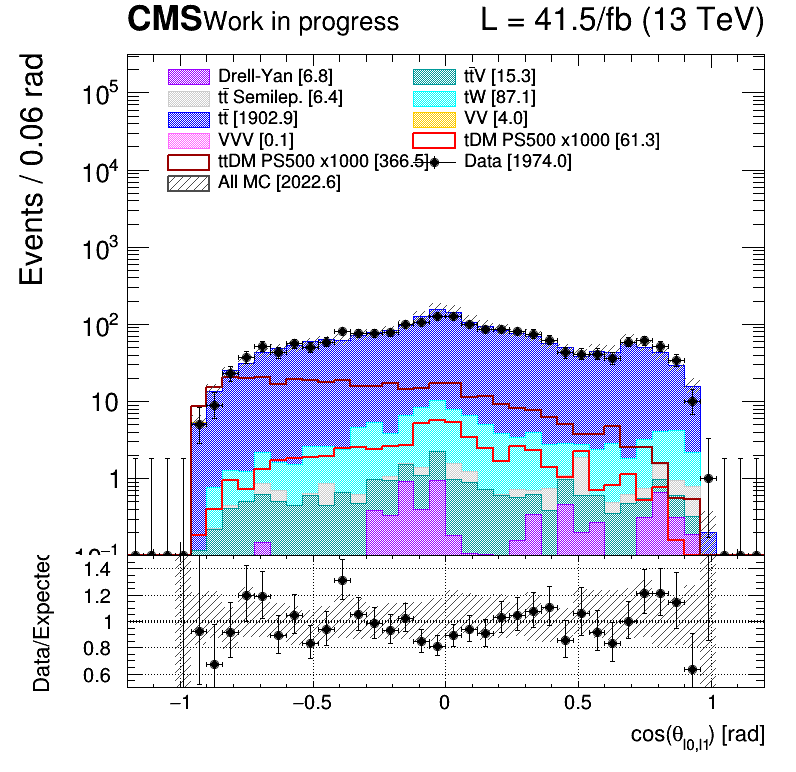 CMS Work in progress L = 41.5/fb (13 TeV)
Drell-Yan [6.8] tt̄V [15.3]
tt̄ Semilep. [6.4] tW [87.1]
tt̄ [1902.9] VV [4.0]
VVV [0.1] tDM PS500 x1000 [61.3]
ttDM PS500 x1000 [366.5] Data [1974.0]
All MC [2022.6]
Events / 0.06 rad
10⁵
10⁴
10³
10²
10
1
10⁻¹
Data/Expected
1.4
1.2
1
0.8
0.6
−1 −0.5 0 0.5 1
cos(θ_l0,l1) [rad]